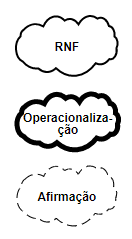 RNF
Operacionaliza-
ção
Afirmação